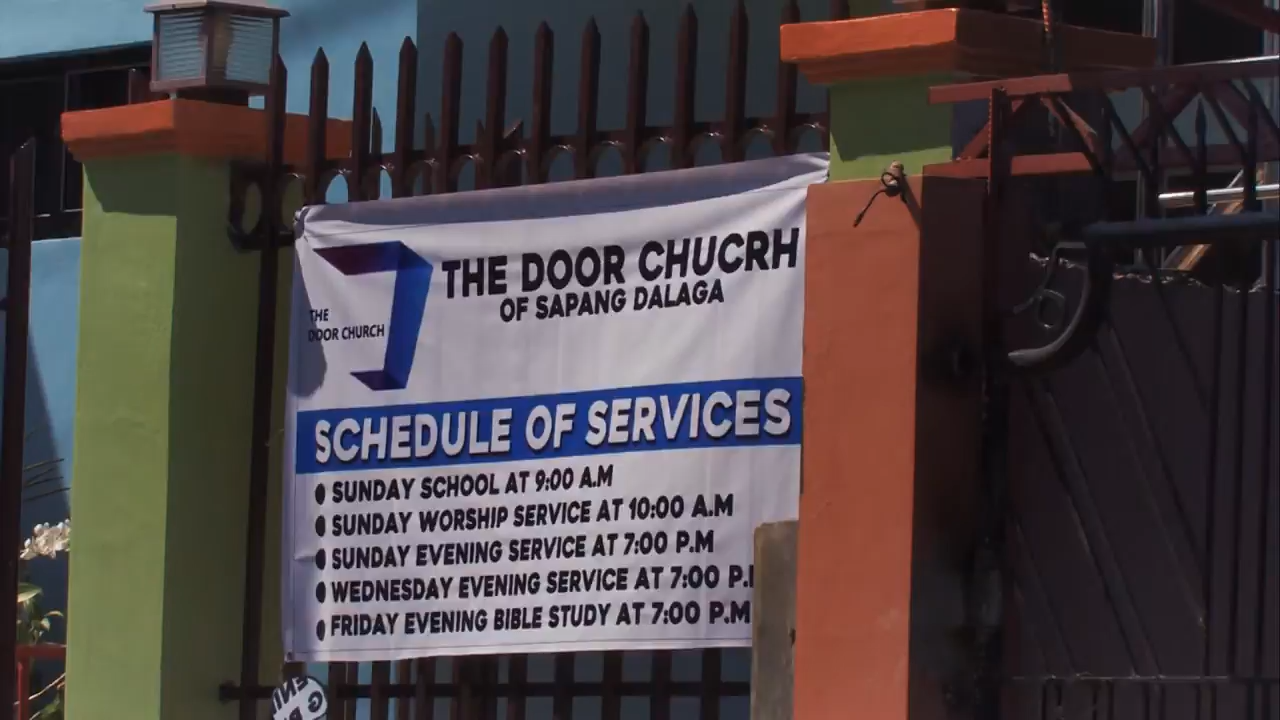 THE DOOR CHUCRH
OF SAPANG DALAGA
THE
DOOR CHURCH
SCHEDULE OF SERVICES
SUNDAY SCHOOL AT 9:00 A.M
SUNDAY WORSHIP SERVICE AT 10:00 A.M
SUNDAY EVENING SERVICE AT 7:00 P.M
WEDNESDAY EVENING SERVICE AT 7:00
FRIDAY EVENING BIBLE STUDY AT 7:00 P.M